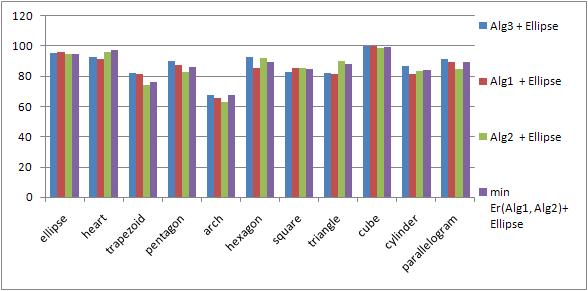 120
100
80
60
40
20
0
ellipse
heart
trapezoid
pentagon
arch
hexagon
square
triangle
cube
cylinder
parallelogram
Alg3 + Ellipse
Alg1 + Ellipse
Alg2 + Ellipse
min
Er(Alg1, Alg2)+
Ellipse